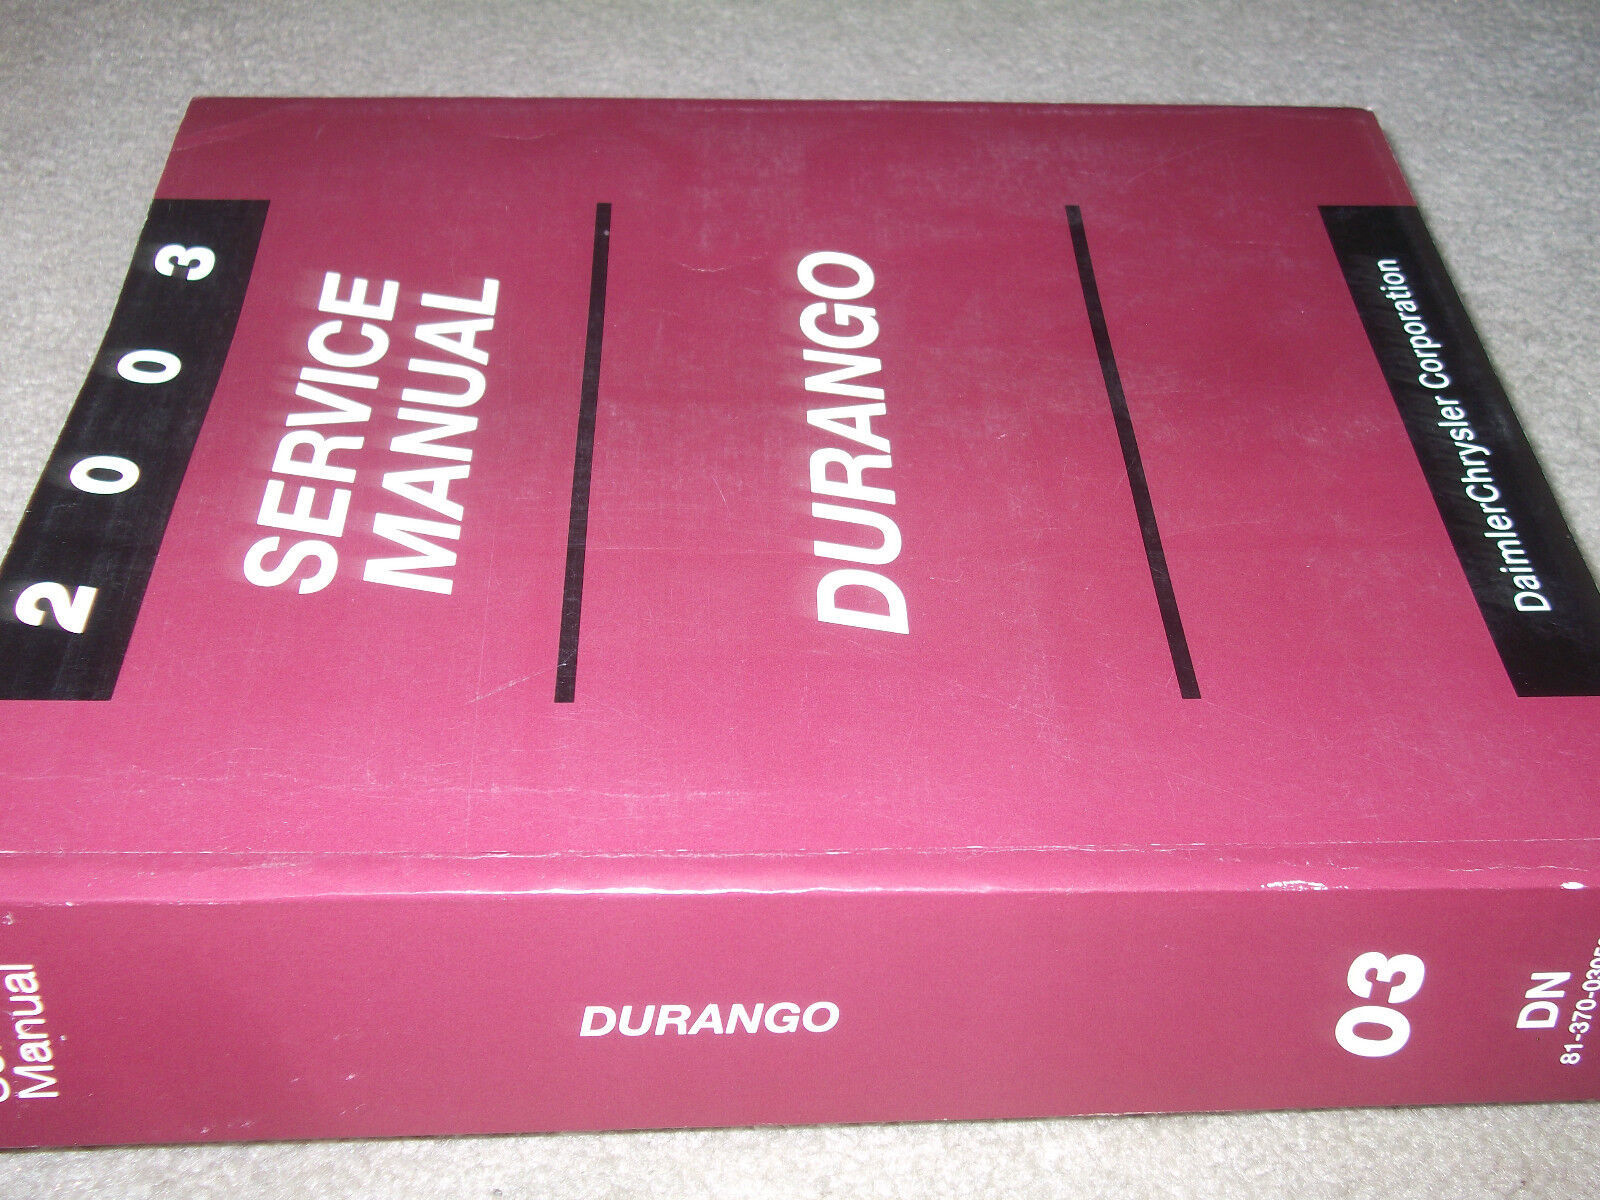 2003
SERVICE
MANUAL
DURANGO
DaimlerChrysler Corporation
Manual
DURANGO
03
DN